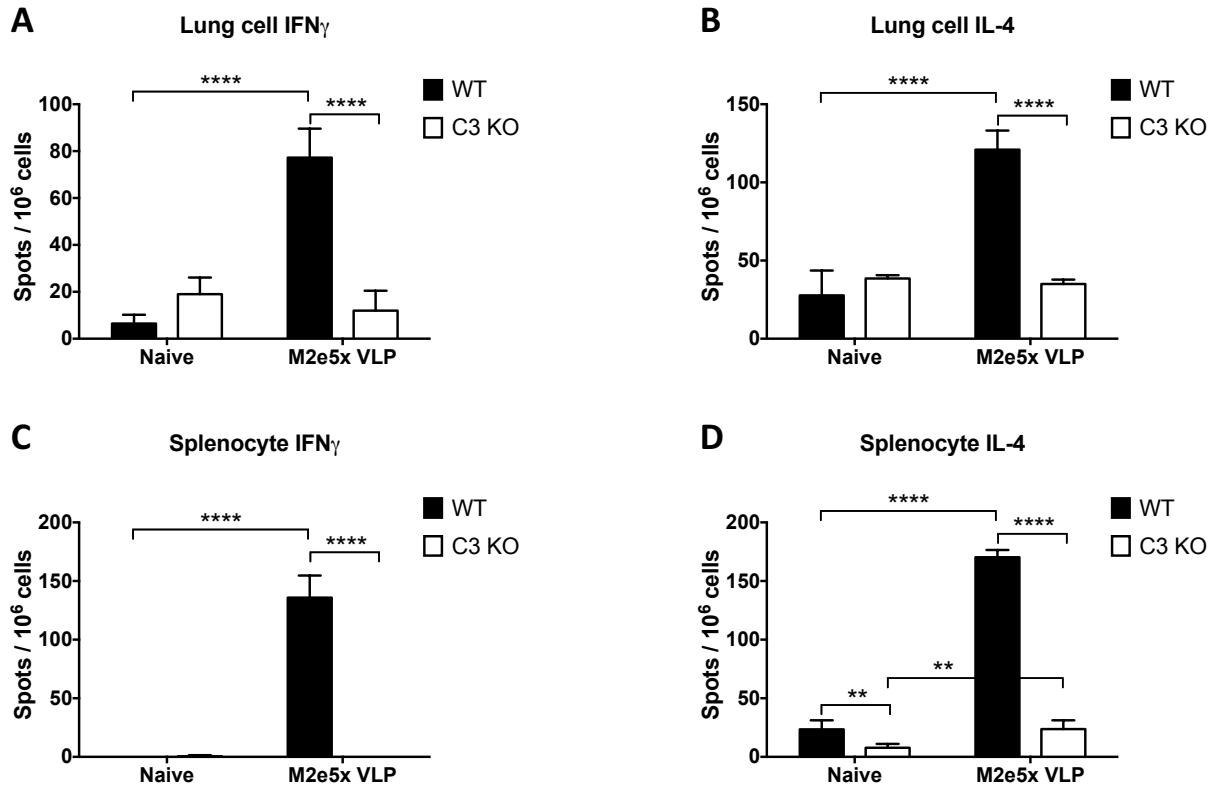 A
Lung cell IFNγ
WT
C3 KO
****
****
Spots / 10⁶ cells
100
80
60
40
20
0
Naive
M2e5x VLP
B
Lung cell IL-4
WT
C3 KO
****
****
Spots / 10⁶ cells
150
100
50
0
Naive
M2e5x VLP
C
Splenocyte IFNγ
WT
C3 KO
****
****
Spots / 10⁶ cells
200
150
100
50
0
Naive
M2e5x VLP
D
Splenocyte IL-4
WT
C3 KO
****
****
**
**
Spots / 10⁶ cells
200
150
100
50
0
Naive
M2e5x VLP